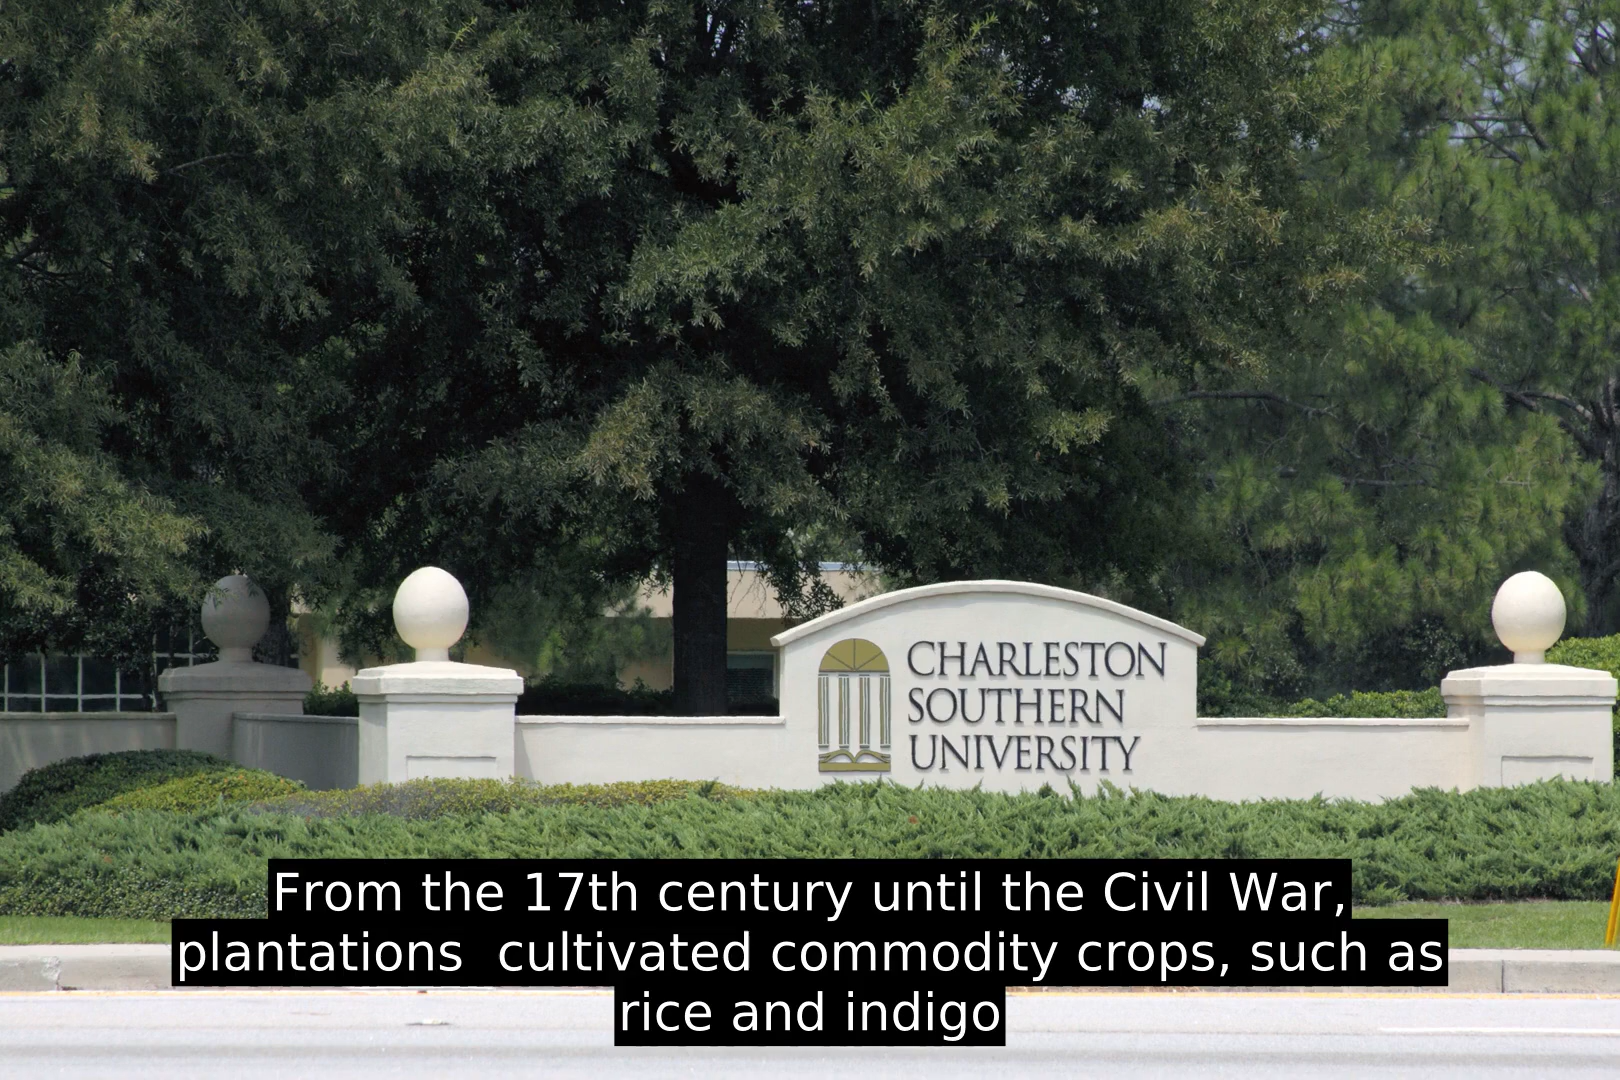 CHARLESTON
SOUTHERN
UNIVERSITY
From the 17th century until the Civil War,
plantations  cultivated commodity crops, such as
rice and indigo